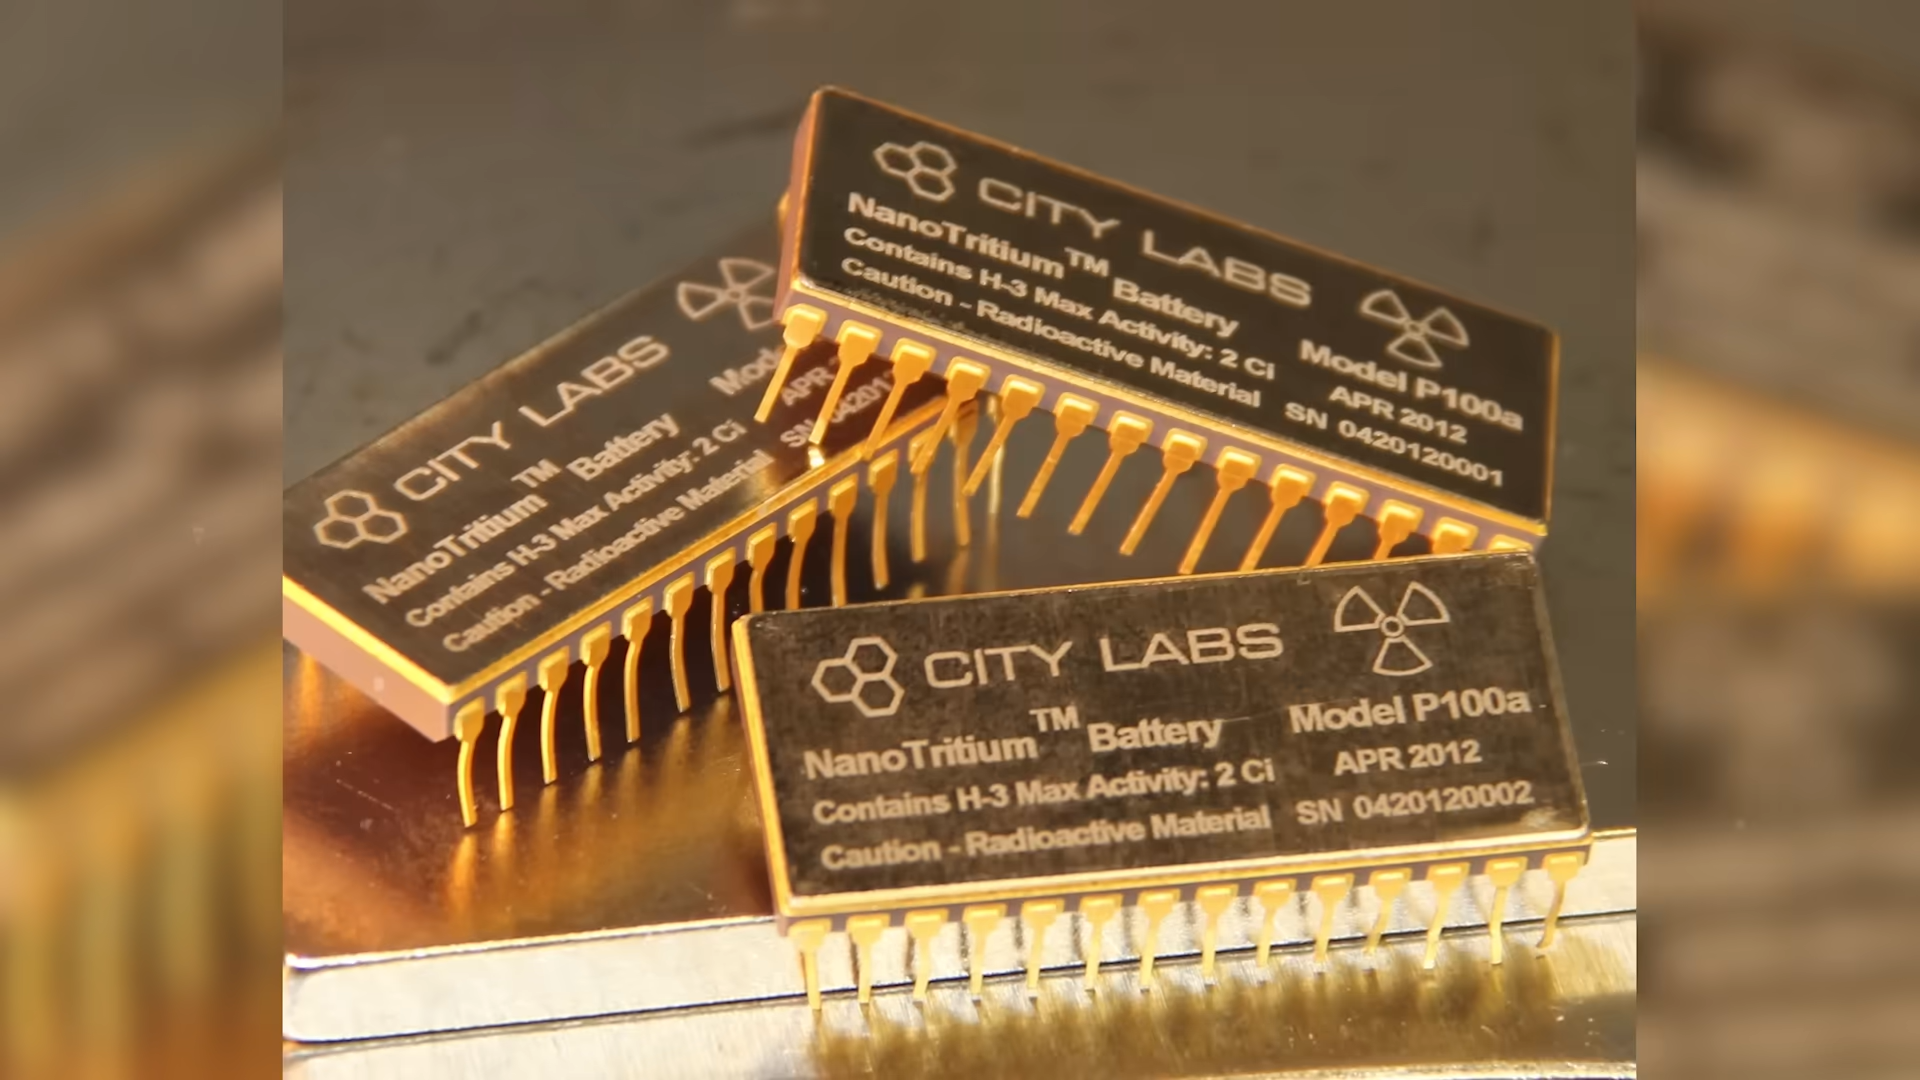 CITY LABS
NanoTritium™ Battery
Model P100a
Contains H-3 Max Activity: 2 Ci
APR 2012
Caution - Radioactive Material
SN 0420120001
CITY LABS
NanoTritium™ Battery
Contains H-3 Max Activity: 2 Ci
APR
Caution - Radioactive Material
SN
CITY LABS
NanoTritium™ Battery
Model P100a
Contains H-3 Max Activity: 2 Ci
APR 2012
Caution - Radioactive Material
SN 0420120002